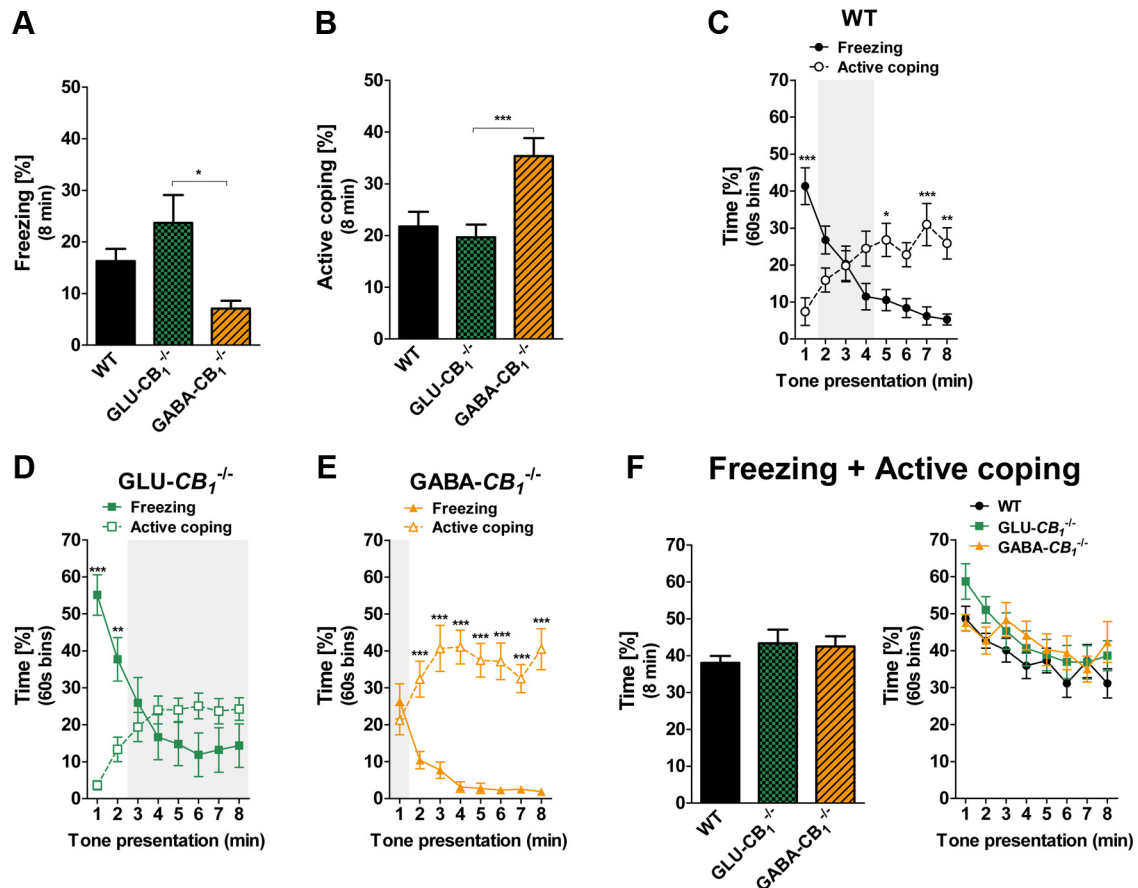 A
Freezing [%]
(8 min)
50
40
30
20
10
0
*
WT
GLU-CB1-/-
GABA-CB1-/-
B
Active coping [%]
(8 min)
50
40
30
20
10
0
***
WT
GLU-CB1-/-
GABA-CB1-/-
C
WT
Freezing
Active coping
Time [%]
(60s bins)
70
60
50
40
30
20
10
0
***
*
***
**
1 2 3 4 5 6 7 8
Tone presentation (min)
D
GLU-CB1-/-
Freezing
Active coping
Time [%]
(60s bins)
70
60
50
40
30
20
10
0
***
**
1 2 3 4 5 6 7 8
Tone presentation (min)
E
GABA-CB1-/-
Freezing
Active coping
Time [%]
(60s bins)
70
60
50
40
30
20
10
0
***
***
***
***
***
***
***
1 2 3 4 5 6 7 8
Tone presentation (min)
F
Freezing + Active coping
Time [%]
(8 min)
70
60
50
40
30
20
10
0
WT
GLU-CB1-/-
GABA-CB1-/-
WT
GLU-CB1-/-
GABA-CB1-/-
Time [%]
(60s bins)
70
60
50
40
30
20
10
0
1 2 3 4 5 6 7 8
Tone presentation (min)